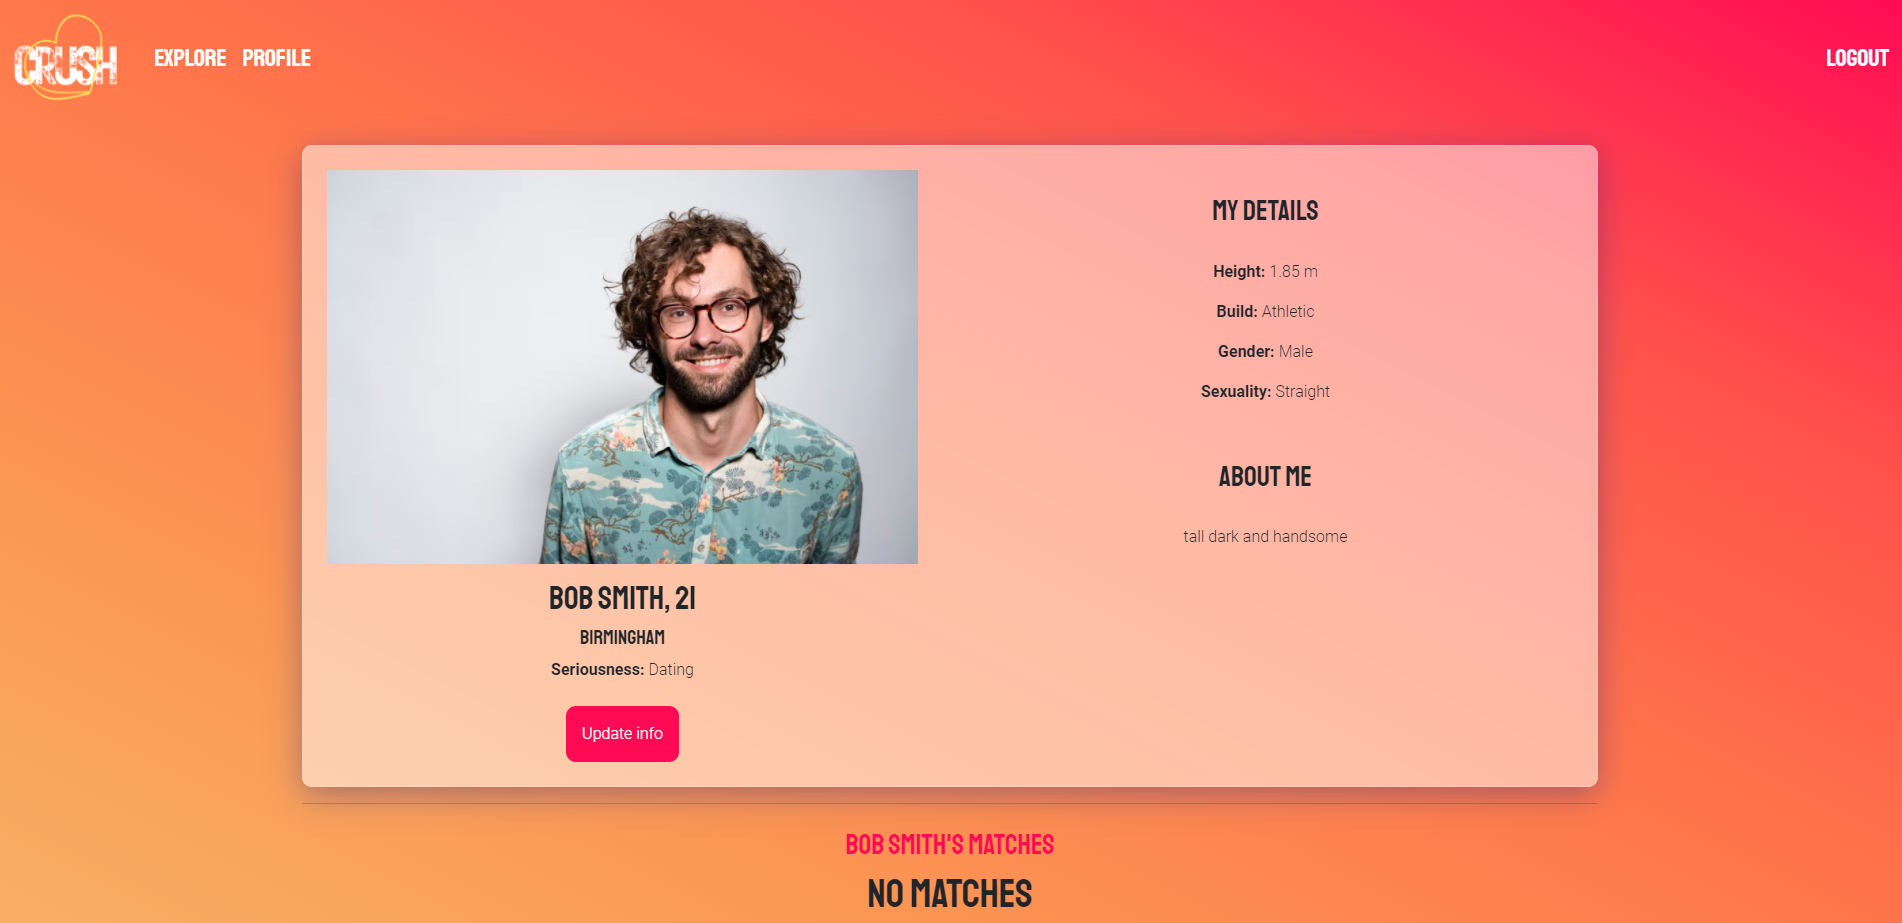 CRUSH
EXPLORE PROFILE
LOGOUT
BOB SMITH, 21
BIRMINGHAM
Seriousness: Dating
Update info
MY DETAILS
Height: 1.85 m
Build: Athletic
Gender: Male
Sexuality: Straight
ABOUT ME
tall dark and handsome
BOB SMITH'S MATCHES
NO MATCHES